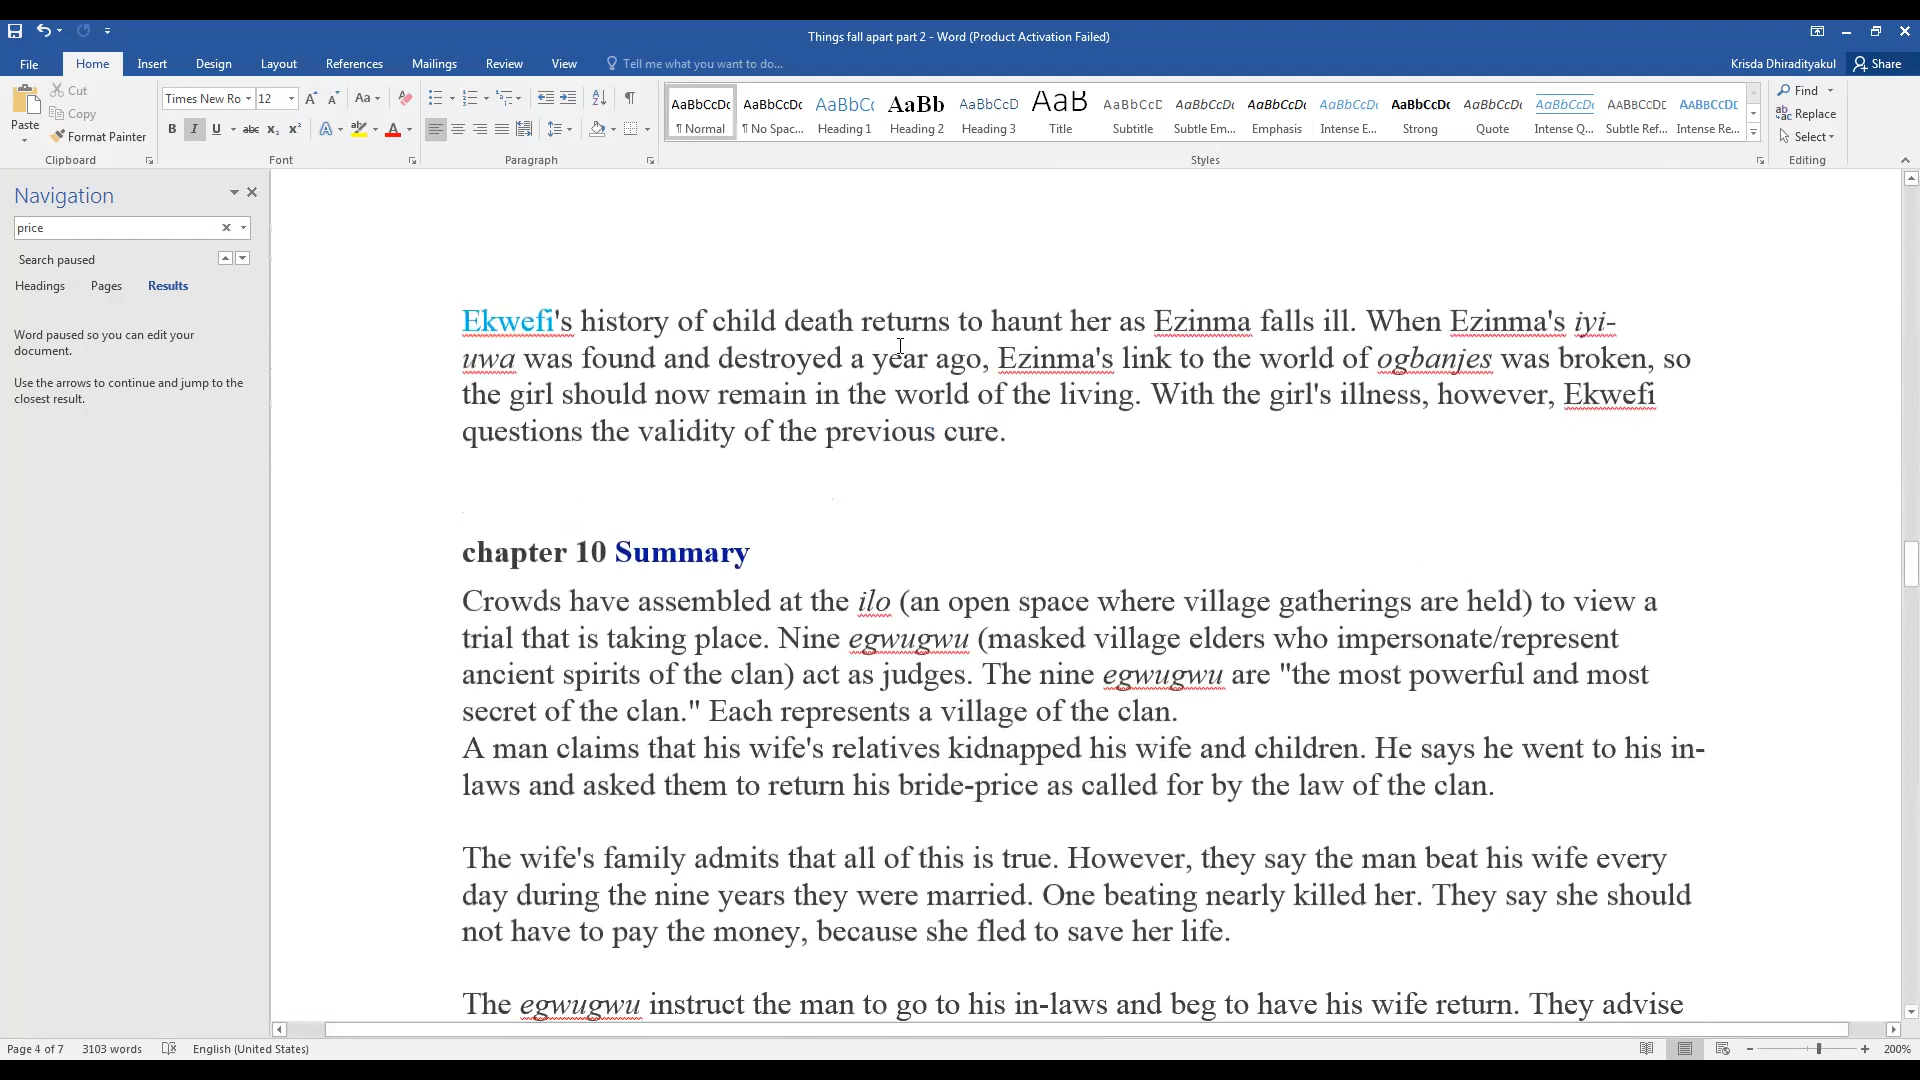 Things fall apart part 2 - Word (Product Activation Failed)
File Home Insert Design Layout References Mailings Review View Tell me what you want to do... Krisda Dhiradityakul Share
Paste
Cut
Copy
Format Painter
Clipboard
Times New Ro 12
Font
Paragraph
AaBbCcDc AaBbCcDc AaBbCc AaBb AaBbCcD AaB AaBbCcD AaBbCcDc AaBbCcDc AaBbCcDc AaBbCcDc AaBbCcDc AaBbCcDc AABBCCDE AABBCCDE
¶ Normal ¶ No Spac... Heading 1 Heading 2 Heading 3 Title Subtitle Subtle Em... Emphasis Intense E... Strong Quote Intense Q... Subtle Ref... Intense Re...
Styles
Find
Replace
Select
Editing
Navigation
price
Search paused
Headings Pages Results
Word paused so you can edit your
document.
Use the arrows to continue and jump to the
closest result.
Ekwefi's history of child death returns to haunt her as Ezinma falls ill. When Ezinma's iyi-
uwa was found and destroyed a year ago, Ezinma's link to the world of ogbanjes was broken, so
the girl should now remain in the world of the living. With the girl's illness, however, Ekwefi
questions the validity of the previous cure.
chapter 10 Summary
Crowds have assembled at the ilo (an open space where village gatherings are held) to view a
trial that is taking place. Nine egwugwu (masked village elders who impersonate/represent
ancient spirits of the clan) act as judges. The nine egwugwu are "the most powerful and most
secret of the clan." Each represents a village of the clan.
A man claims that his wife's relatives kidnapped his wife and children. He says he went to his in-
laws and asked them to return his bride-price as called for by the law of the clan.
The wife's family admits that all of this is true. However, they say the man beat his wife every
day during the nine years they were married. One beating nearly killed her. They say she should
not have to pay the money, because she fled to save her life.
The egwugwu instruct the man to go to his in-laws and beg to have his wife return. They advise
Page 4 of 7 3103 words English (United States) 200%